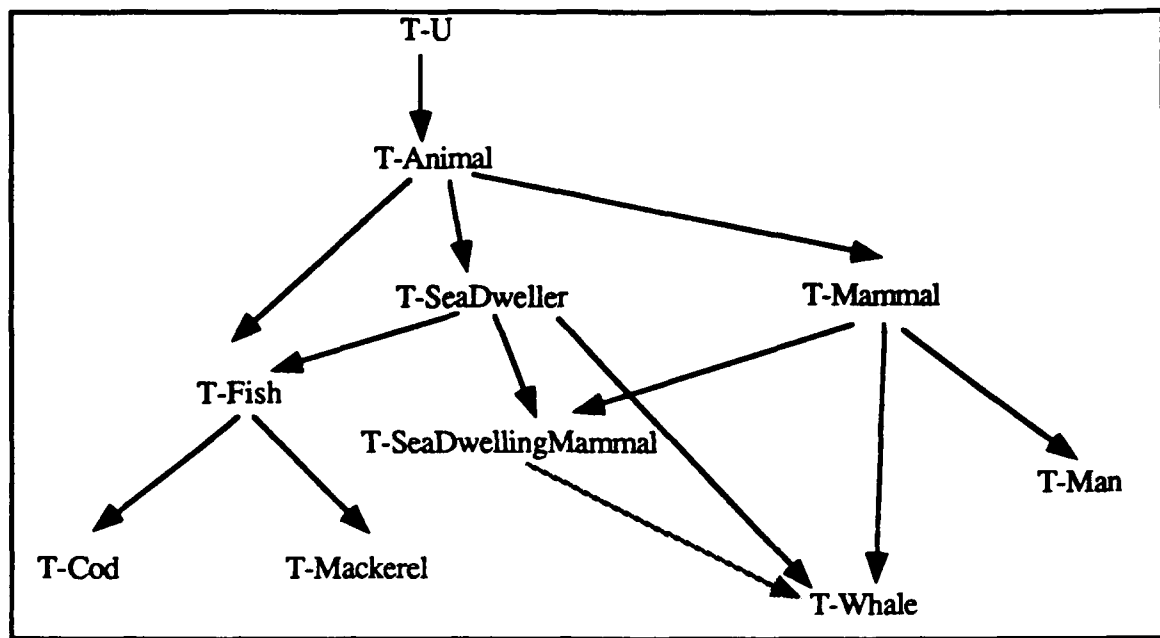 T-U
T-Animal
T-SeaDweller
T-Mammal
T-Fish
T-SeaDwellingMammal
T-Man
T-Cod
T-Mackerel
T-Whale